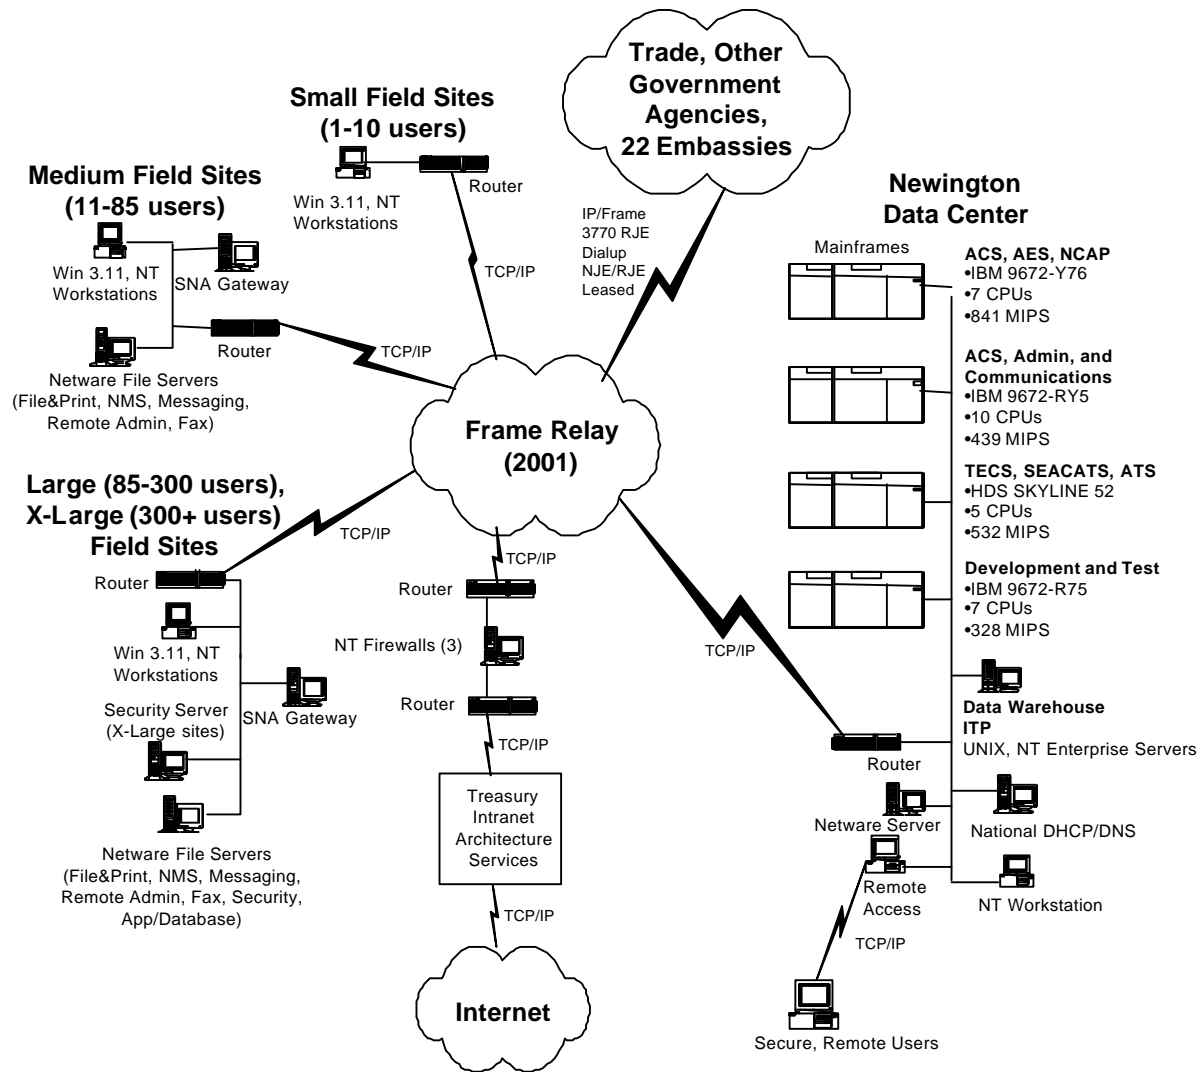 Trade, Other
Government
Agencies,
22 Embassies
Small Field Sites
(1-10 users)
Router
Win 3.11, NT
Workstations
TCP/IP
Medium Field Sites
(11-85 users)
Win 3.11, NT
Workstations
SNA Gateway
Router
TCP/IP
Netware File Servers
(File&Print, NMS, Messaging,
Remote Admin, Fax)
IP/Frame
3770 RJE
Dialup
NJE/RJE
Leased
Newington
Data Center
Mainframes
ACS, AES, NCAP
•IBM 9672-Y76
•7 CPUs
•841 MIPS
ACS, Admin, and
Communications
•IBM 9672-RY5
•10 CPUs
•439 MIPS
TECS, SEACATS, ATS
•HDS SKYLINE 52
•5 CPUs
•532 MIPS
Development and Test
•IBM 9672-R75
•7 CPUs
•328 MIPS
Data Warehouse
ITP
UNIX, NT Enterprise Servers
Router
Netware Server
National DHCP/DNS
Remote
Access
NT Workstation
TCP/IP
Secure, Remote Users
Frame Relay
(2001)
TCP/IP
Large (85-300 users),
X-Large (300+ users)
Field Sites
TCP/IP
Router
Win 3.11, NT
Workstations
Security Server
(X-Large sites)
SNA Gateway
Netware File Servers
(File&Print, NMS, Messaging,
Remote Admin, Fax, Security,
App/Database)
TCP/IP
Router
NT Firewalls (3)
Router
TCP/IP
Treasury
Intranet
Architecture
Services
TCP/IP
Internet